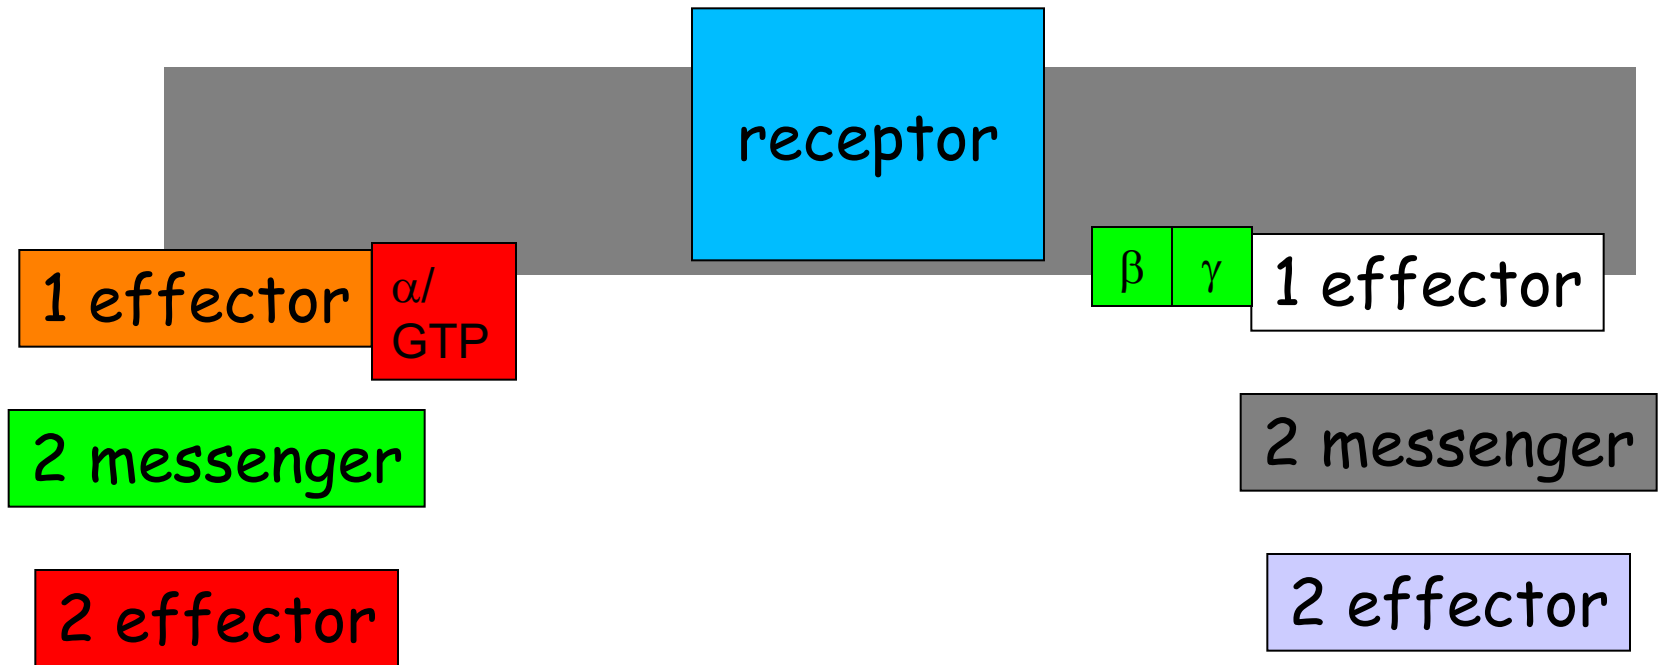 receptor
1 effector
α/
GTP
β γ
1 effector
2 messenger
2 messenger
2 effector
2 effector